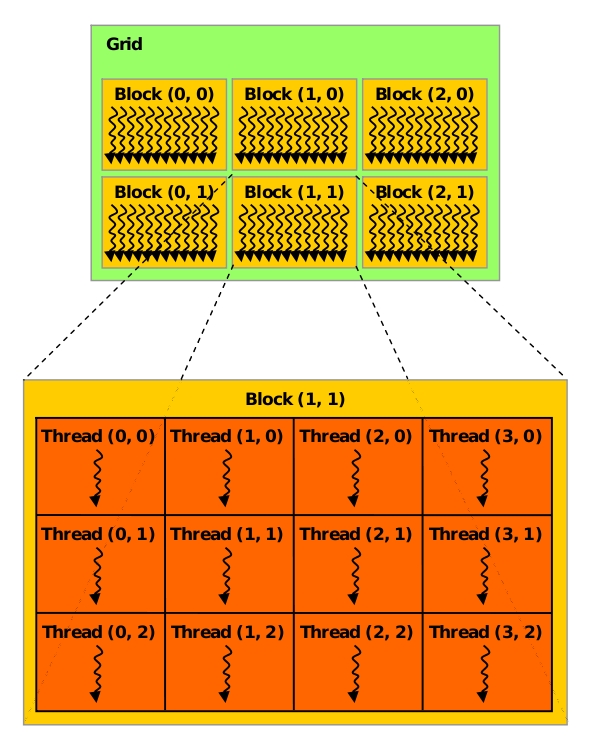 Grid
Block (0, 0) Block (1, 0) Block (2, 0)
Block (0, 1) Block (1, 1) Block (2, 1)
Block (1, 1)
Thread (0, 0) Thread (1, 0) Thread (2, 0) Thread (3, 0)
Thread (0, 1) Thread (1, 1) Thread (2, 1) Thread (3, 1)
Thread (0, 2) Thread (1, 2) Thread (2, 2) Thread (3, 2)